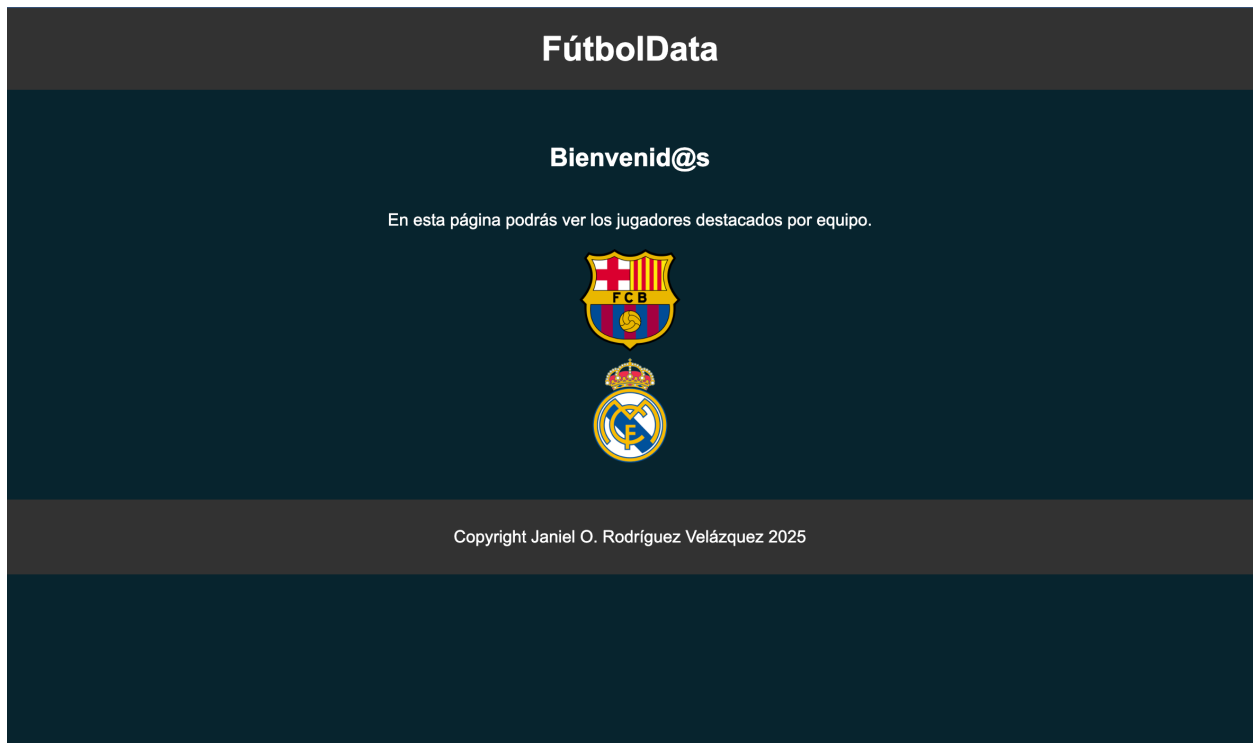 FútbolData
Bienvenid@s
En esta página podrás ver los jugadores destacados por equipo.
FCB
Copyright Janiel O. Rodríguez Velázquez 2025